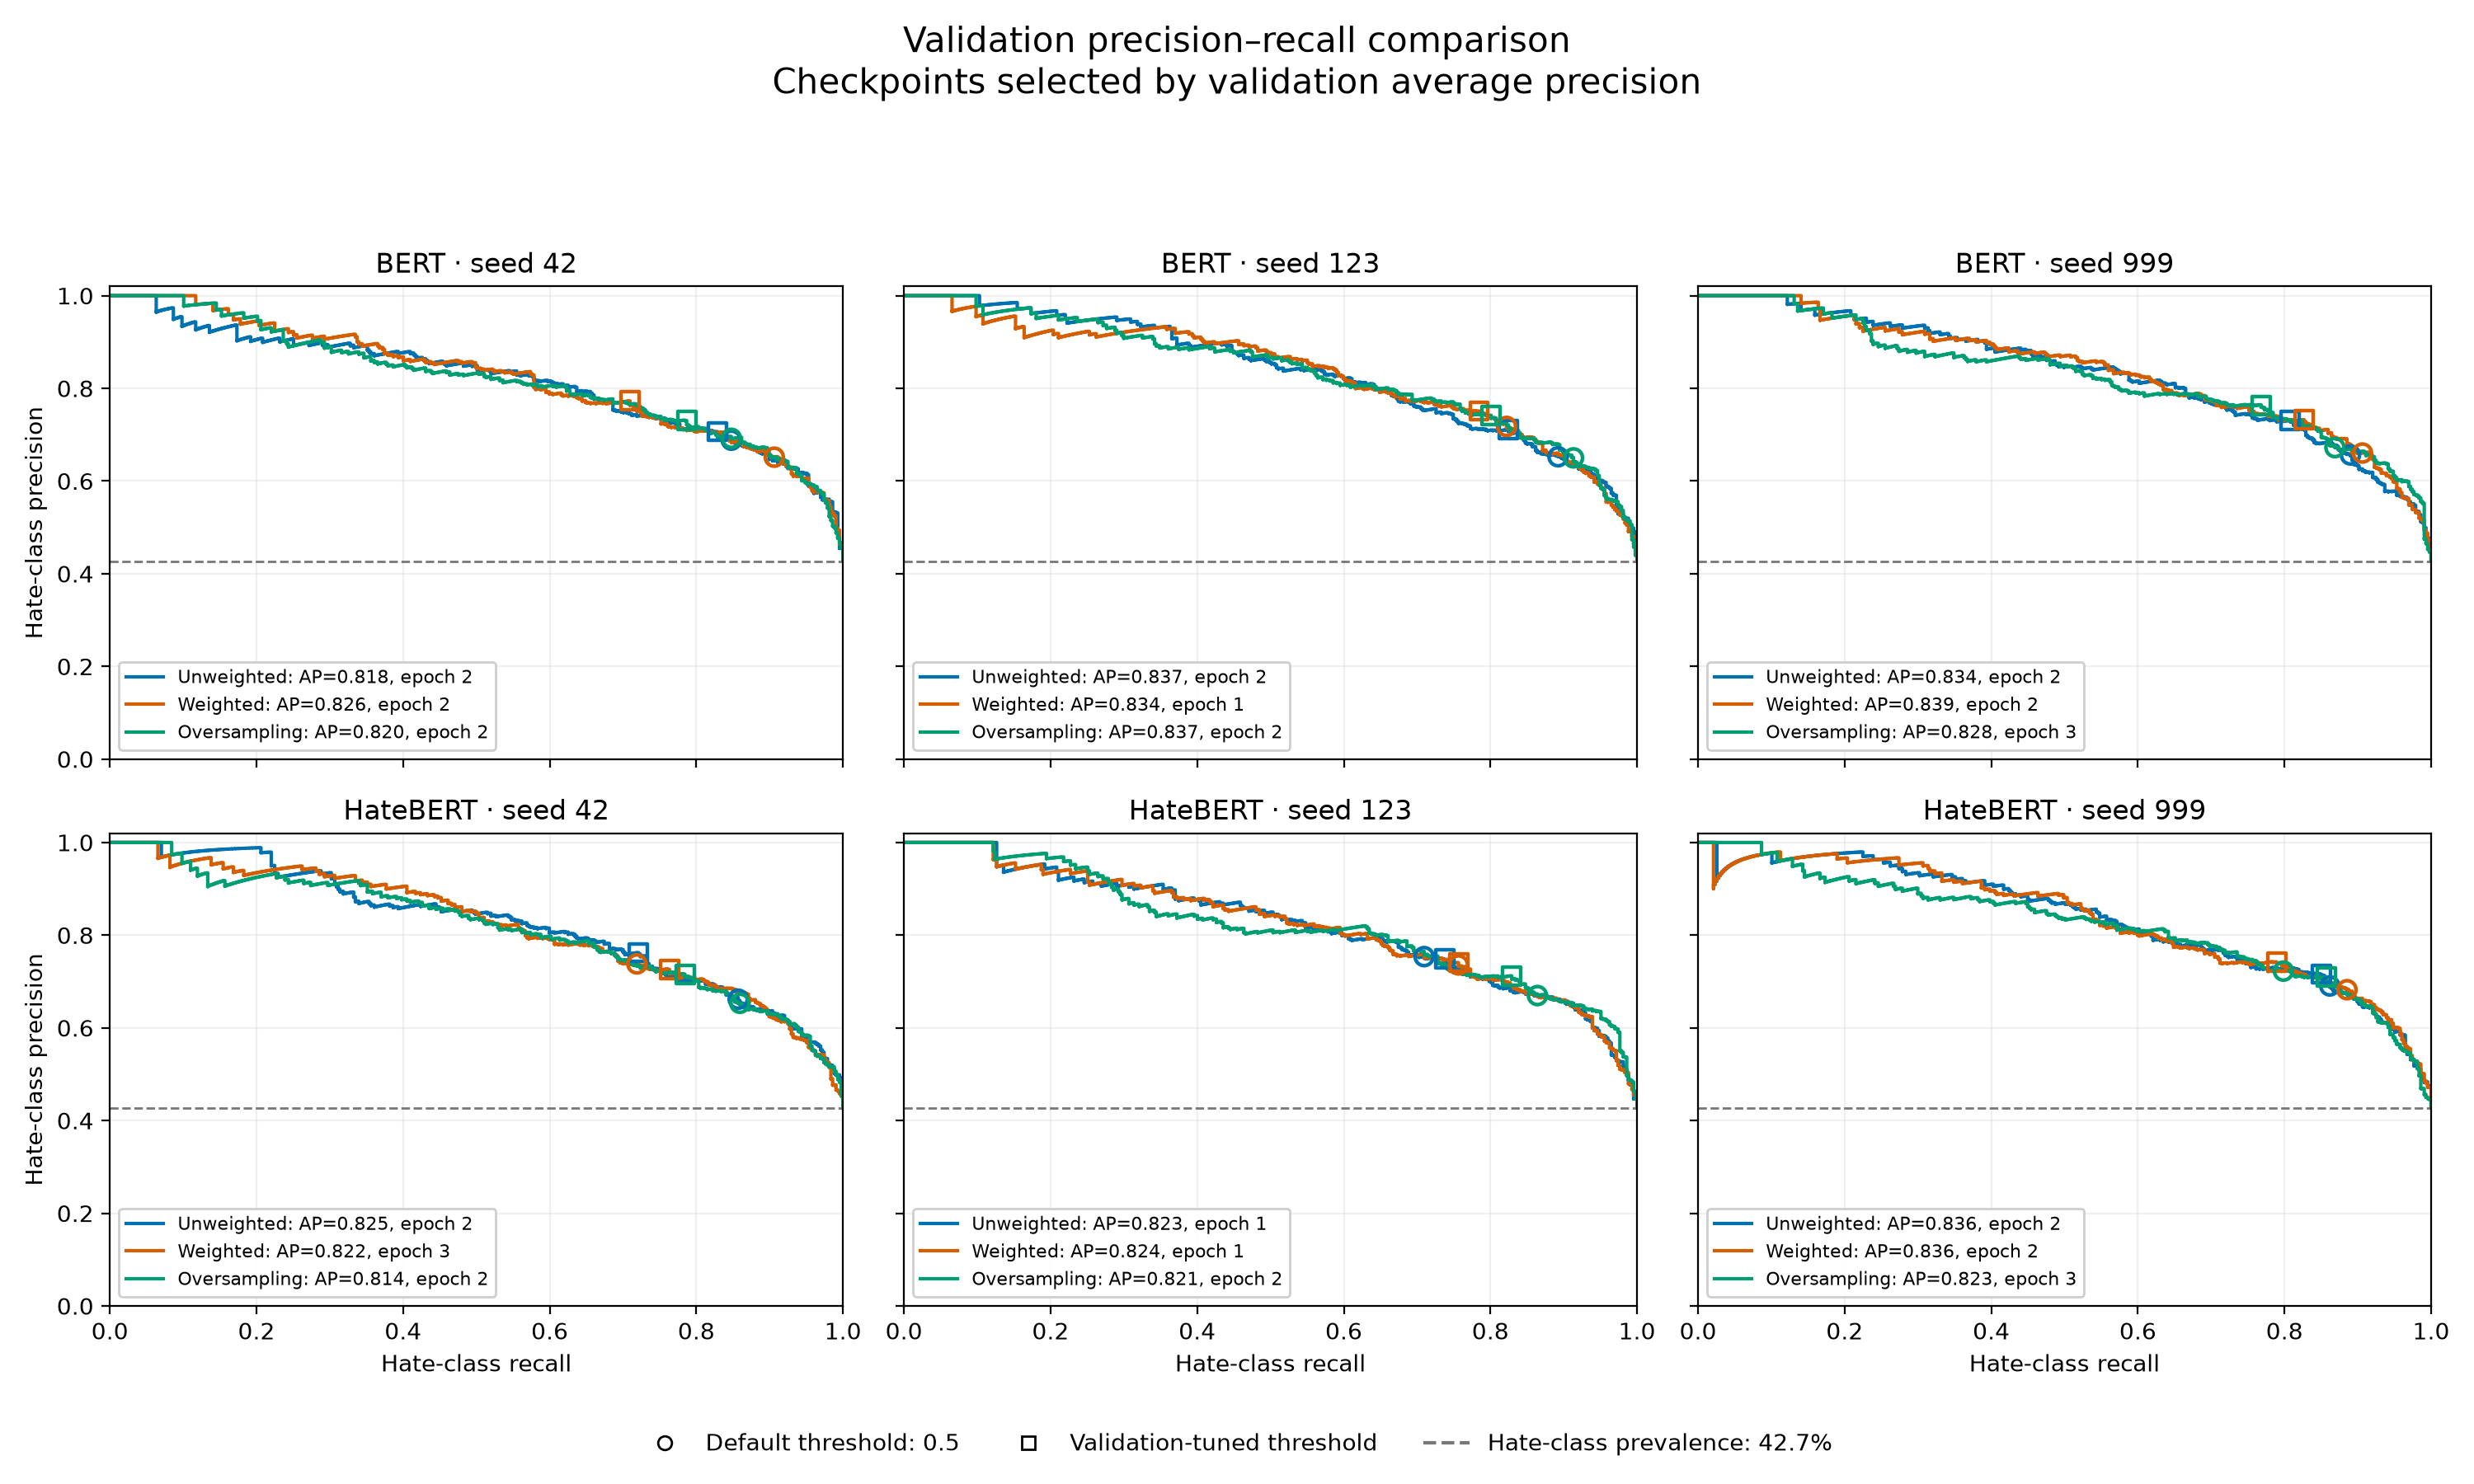 Validation precision–recall comparison
Checkpoints selected by validation average precision
BERT · seed 42
BERT · seed 123
BERT · seed 999
Hate-class precision
1.0
0.8
0.6
0.4
0.2
0.0
Unweighted: AP=0.818, epoch 2
Weighted: AP=0.826, epoch 2
Oversampling: AP=0.820, epoch 2
Unweighted: AP=0.837, epoch 2
Weighted: AP=0.834, epoch 1
Oversampling: AP=0.837, epoch 2
Unweighted: AP=0.834, epoch 2
Weighted: AP=0.839, epoch 2
Oversampling: AP=0.828, epoch 3
HateBERT · seed 42
HateBERT · seed 123
HateBERT · seed 999
Hate-class precision
1.0
0.8
0.6
0.4
0.2
0.0
Unweighted: AP=0.825, epoch 2
Weighted: AP=0.822, epoch 3
Oversampling: AP=0.814, epoch 2
Unweighted: AP=0.823, epoch 1
Weighted: AP=0.824, epoch 1
Oversampling: AP=0.821, epoch 2
Unweighted: AP=0.836, epoch 2
Weighted: AP=0.836, epoch 2
Oversampling: AP=0.823, epoch 3
0.0 0.2 0.4 0.6 0.8 1.0
0.0 0.2 0.4 0.6 0.8 1.0
0.0 0.2 0.4 0.6 0.8 1.0
Hate-class recall
Hate-class recall
Hate-class recall
Default threshold: 0.5
Validation-tuned threshold
Hate-class prevalence: 42.7%